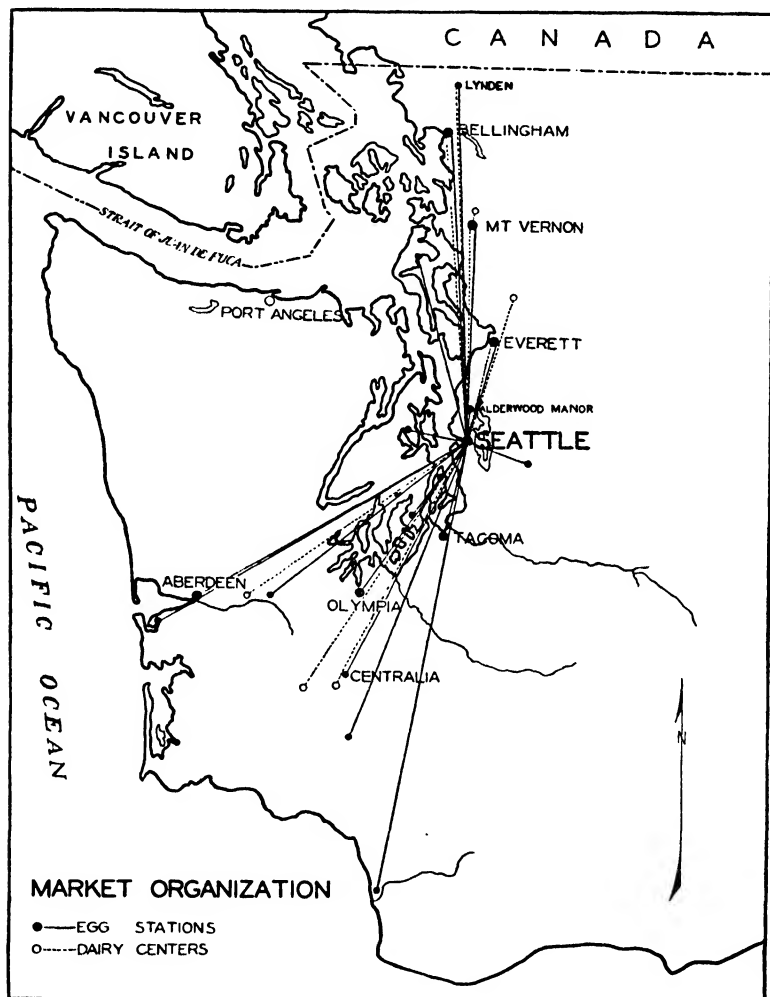 CANADA
LYNDEN
VANCOUVER
ISLAND
BELLINGHAM
STRAIT OF JUAN DE FUCA
MT VERNON
PORT ANGELES
EVERETT
ALDERWOOD MANOR
SEATTLE
PACIFIC OCEAN
TACOMA
ABERDEEN
OLYMPIA
CENTRALIA
N
MARKET ORGANIZATION
EGG STATIONS
DAIRY CENTERS